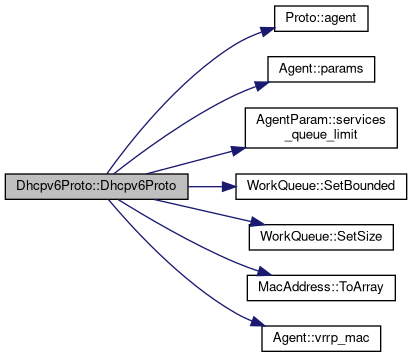 Proto::agent
Agent::params
AgentParam::services
_queue_limit
Dhcpv6Proto::Dhcpv6Proto
WorkQueue::SetBounded
WorkQueue::SetSize
MacAddress::ToArray
Agent::vrrp_mac